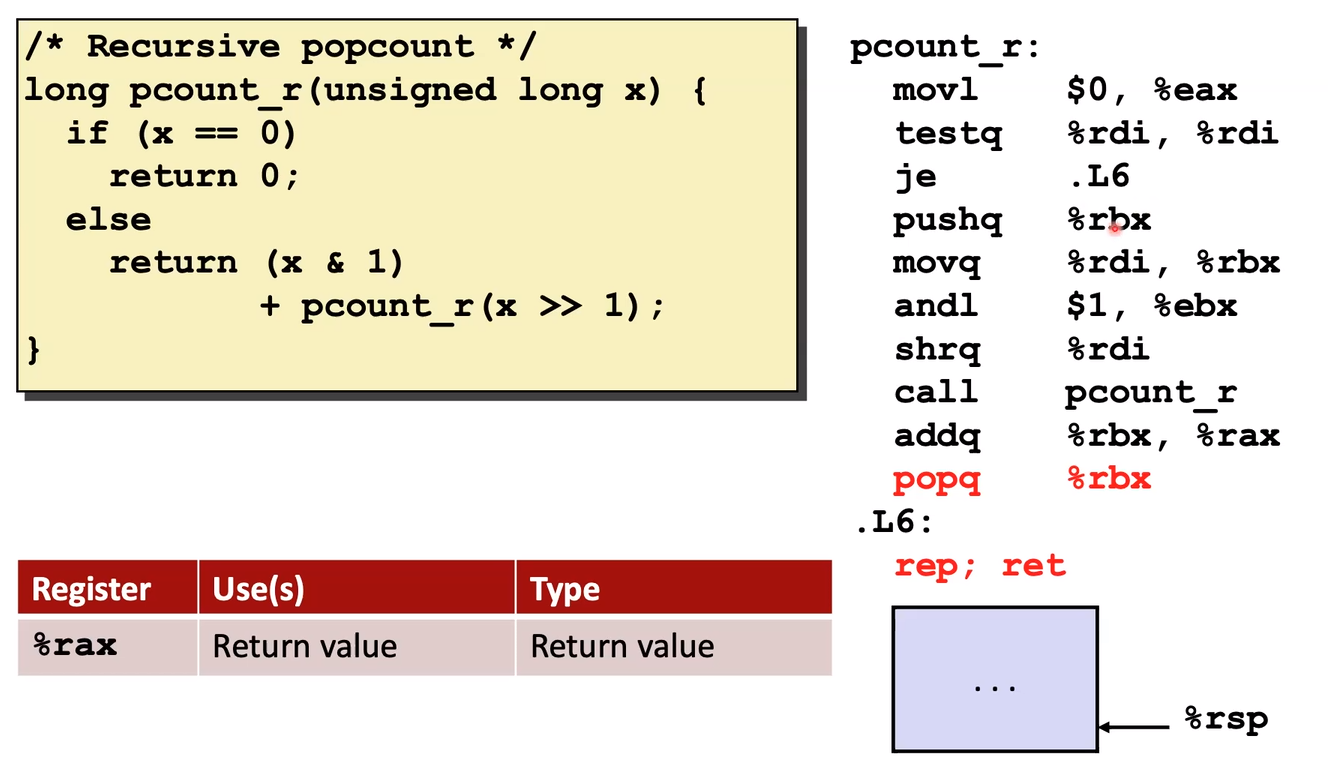 /* Recursive popcount */
long pcount_r(unsigned long x) {
  if (x == 0)
    return 0;
  else
    return (x & 1)
           + pcount_r(x >> 1);
}
pcount_r:
  movl    $0, %eax
  testq   %rdi, %rdi
  je      .L6
  pushq   %rbx
  movq    %rdi, %rbx
  andl    $1, %ebx
  shrq    %rdi
  call    pcount_r
  addq    %rbx, %rax
  popq    %rbx
.L6:
  rep; ret
Register Use(s) Type
%rax Return value Return value
...
%rsp